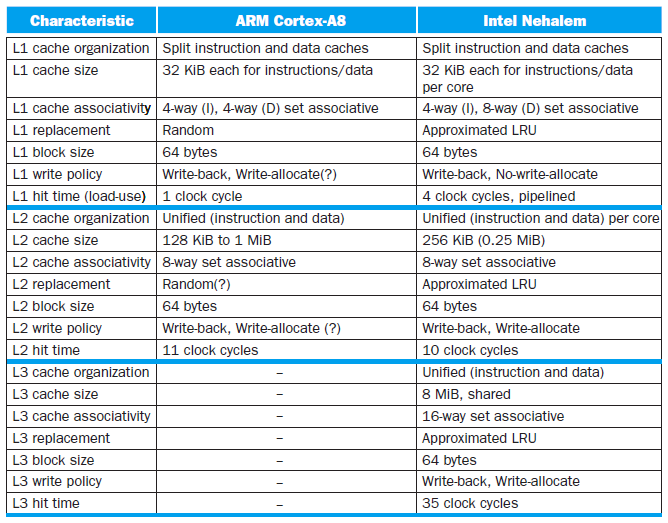 Characteristic ARM Cortex-A8 Intel Nehalem
L1 cache organization Split instruction and data caches Split instruction and data caches
L1 cache size 32 KiB each for instructions/data 32 KiB each for instructions/data
per core
L1 cache associativity 4-way (I), 4-way (D) set associative 4-way (I), 8-way (D) set associative
L1 replacement Random Approximated LRU
L1 block size 64 bytes 64 bytes
L1 write policy Write-back, Write-allocate(?) Write-back, No-write-allocate
L1 hit time (load-use) 1 clock cycle 4 clock cycles, pipelined
L2 cache organization Unified (instruction and data) Unified (instruction and data) per core
L2 cache size 128 KiB to 1 MiB 256 KiB (0.25 MiB)
L2 cache associativity 8-way set associative 8-way set associative
L2 replacement Random(?) Approximated LRU
L2 block size 64 bytes 64 bytes
L2 write policy Write-back, Write-allocate (?) Write-back, Write-allocate
L2 hit time 11 clock cycles 10 clock cycles
L3 cache organization – Unified (instruction and data)
L3 cache size – 8 MiB, shared
L3 cache associativity – 16-way set associative
L3 replacement – Approximated LRU
L3 block size – 64 bytes
L3 write policy – Write-back, Write-allocate
L3 hit time – 35 clock cycles